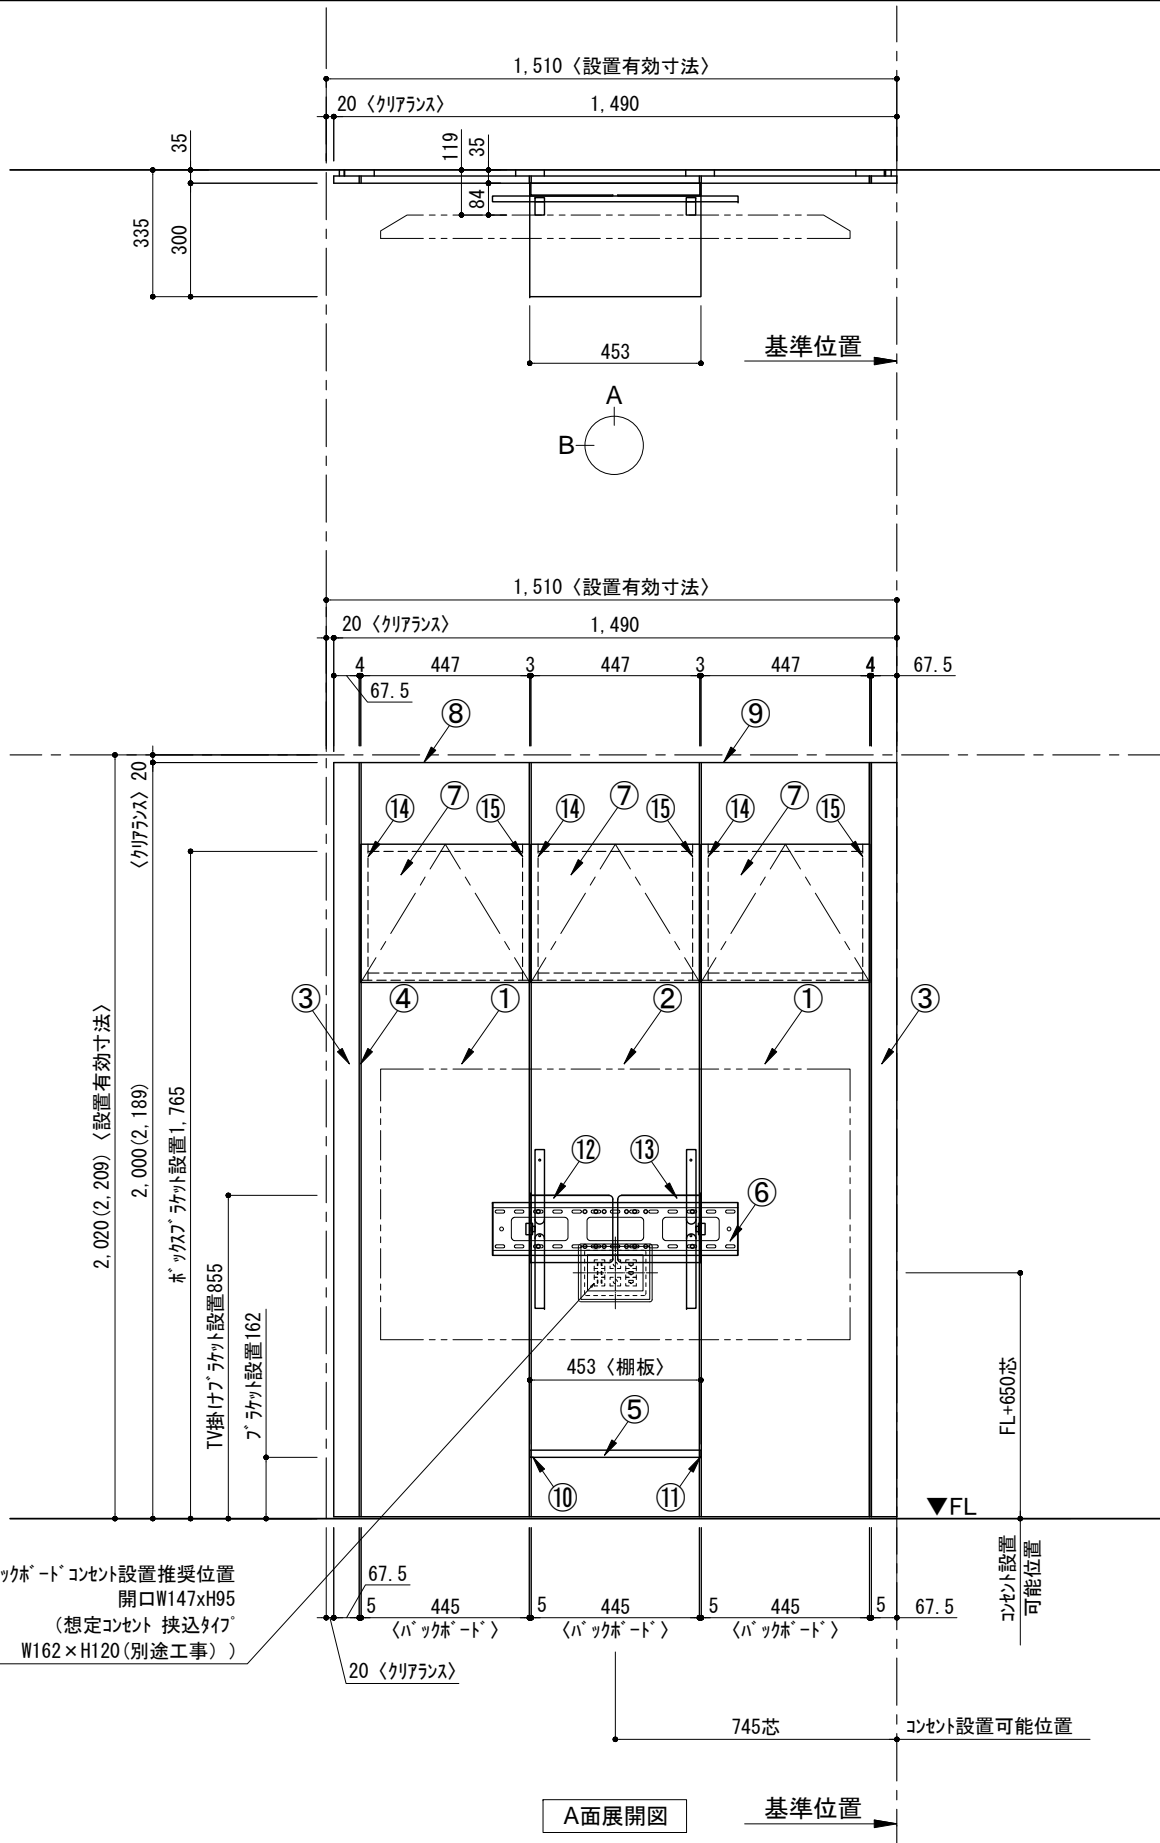 1,510〈設置有効寸法〉
20〈クリアランス〉
1,490
35
119
35
84
335
300
453
基準位置
A
B
1,510〈設置有効寸法〉
20〈クリアランス〉
1,490
4
447
3
447
3
447
4
67.5
67.5
⑧
⑨
〈クリアランス〉20
⑦
⑦
⑦
⑭
⑮
⑭
⑮
⑭
⑮
③
④
①
②
①
③
2,020(2,209)〈設置有効寸法〉
2,000(2,189)
ボックスブラケット設置1,765
TV掛けブラケット設置855
ブラケット設置162
⑫
⑬
⑥
453〈棚板〉
⑤
⑩
⑪
FL+650芯
▼FL
コンセント設置
可能位置
ックボードコンセント設置推奨位置
開口W147xH95
(想定コンセント 挟込タイプ
W162×H120(別途工事))
67.5
5
445
5
445
5
445
5
67.5
〈バックボード〉
〈バックボード〉
〈バックボード〉
20〈クリアランス〉
745芯
コンセント設置可能位置
A面展開図
基準位置